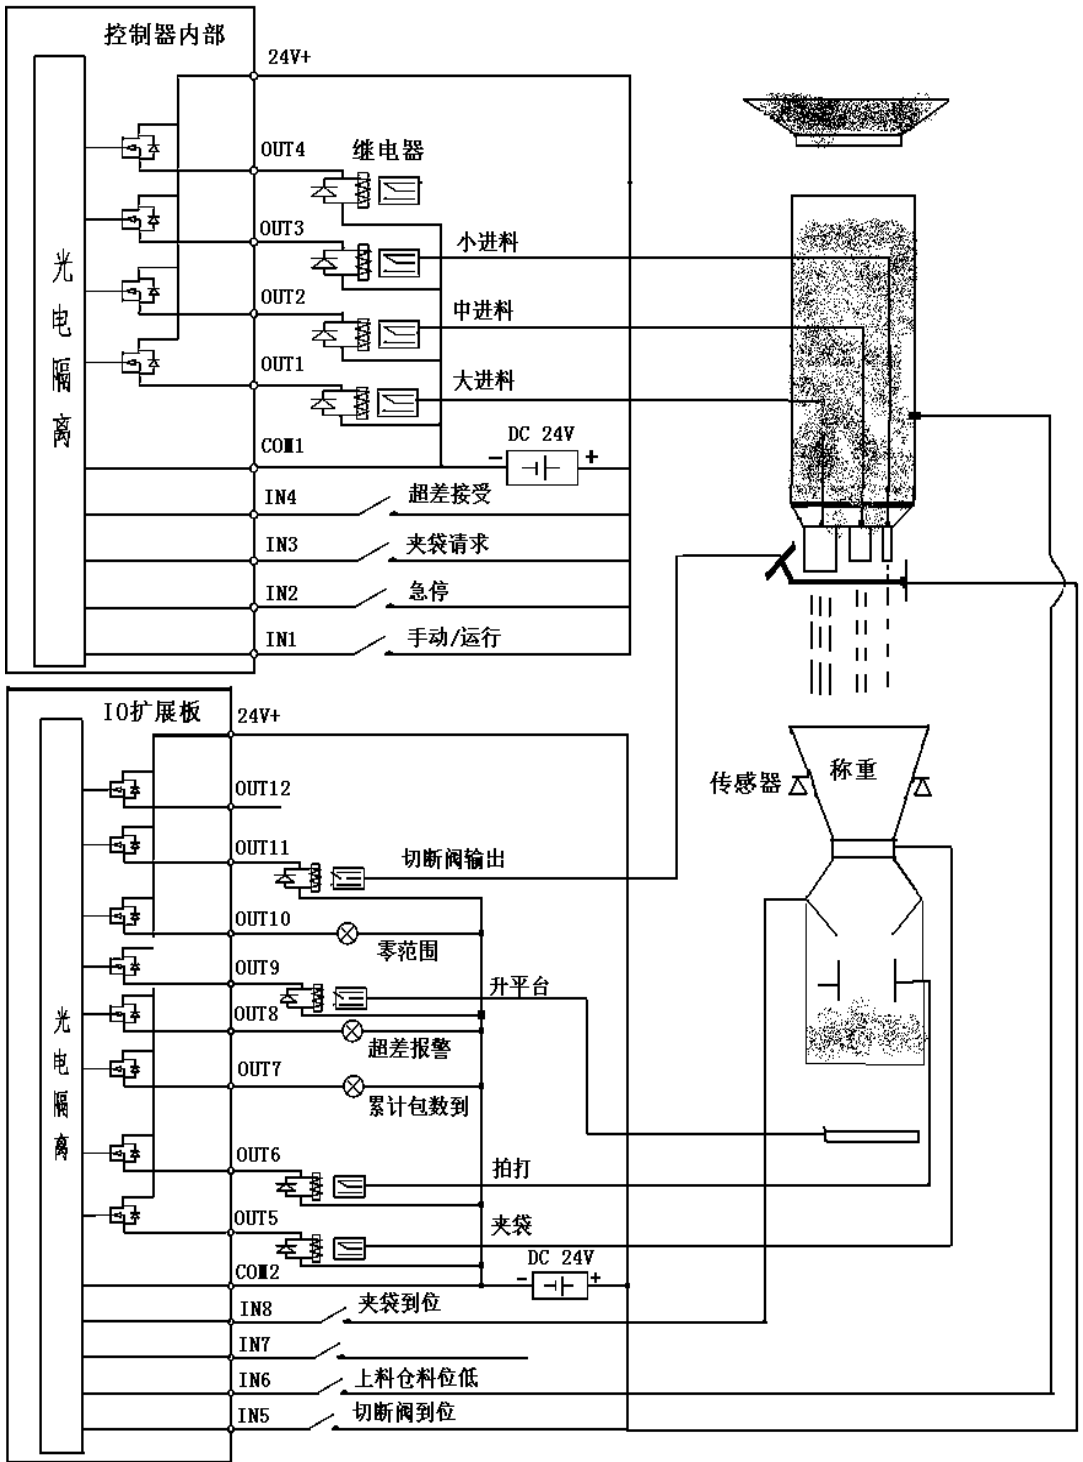 控制器内部
24V+
OUT4
继电器
OUT3
小进料
光电隔离
OUT2
中进料
OUT1
大进料
COM1
DC 24V
- +
IN4
超差接受
IN3
夹袋请求
IN2
急停
IN1
手动/运行
IO扩展板
24V+
传感器
称重
OUT12
OUT11
切断阀输出
OUT10
零范围
OUT9
升平台
OUT8
超差报警
光电隔离
OUT7
累计包数到
OUT6
拍打
OUT5
夹袋
COM2
DC 24V
- +
IN8
夹袋到位
IN7
IN6
上料仓料位低
IN5
切断阀到位